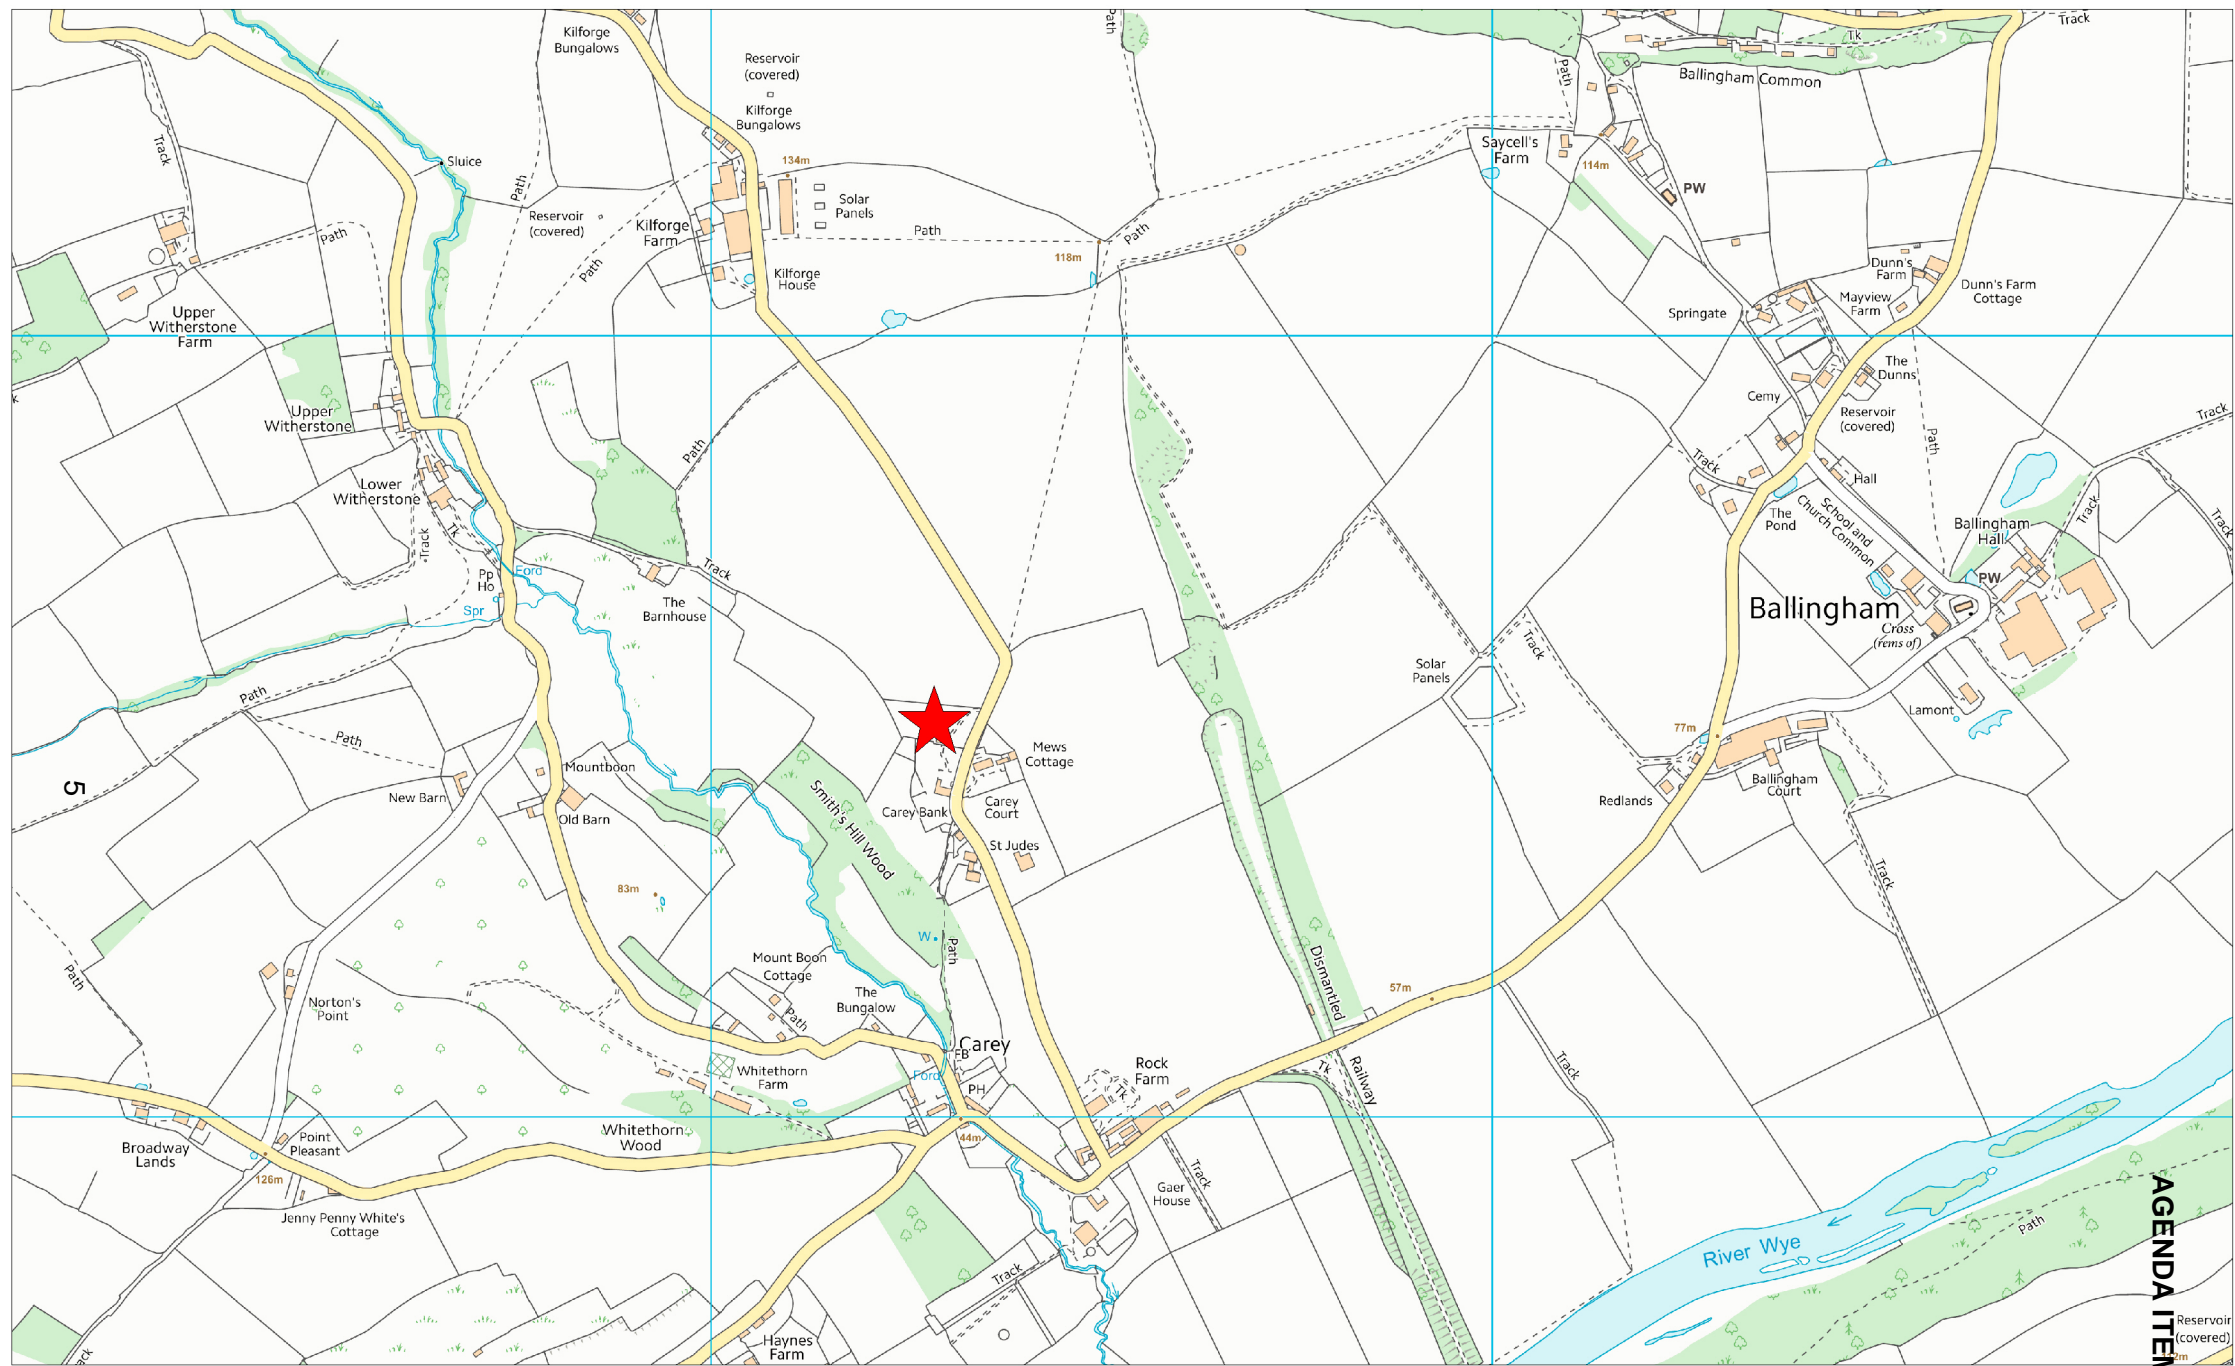 Kilforge
Bungalows
Path
Tk
Track
Ballingham Common
Reservoir
(covered)
Kilforge
Bungalows
Path
Track
Sluice
134m
Saycell's
Farm
114m
PW
Path
Solar
Panels
Reservoir
(covered)
Kilforge
Farm
Path
Path
Path
118m
Path
Kilforge
House
Dunn's
Farm
Dunn's Farm
Cottage
Mayview
Farm
Springate
Upper
Witherstone
Farm
The
Dunns
Cemy
Reservoir
(covered)
Upper
Witherstone
Path
Path
Track
Track
Lower
Witherstone
Hall
The
Pond
School and
Church Common
Track
Track
Ballingham
Hall
Track
Tk
Pp
Ho
Ford
Spr
Track
The
Barnhouse
PW
Ballingham
Cross
(rems of)
Track
Solar
Panels
Path
Lamont
77m
Path
Mews
Cottage
Mountboon
5
New Barn
Old Barn
Smith's Hill Wood
Carey Bank
Carey
Court
Redlands
Ballingham
Court
St Judes
Track
83m
W
Path
Path
Mount Boon
Cottage
The
Bungalow
Path
Norton's
Point
Dismantled
Railway
57m
Carey
FB
Ford
PH
Whitethorn
Farm
Rock
Farm
Tk
Tk
Track
Whitethorn
Wood
44m
Broadway
Lands
Point
Pleasant
126m
Jenny Penny White's
Cottage
Gaer
House
Track
Track
River Wye
Path
Haynes
Farm
AGENDA ITEM
Reservoir
(covered)